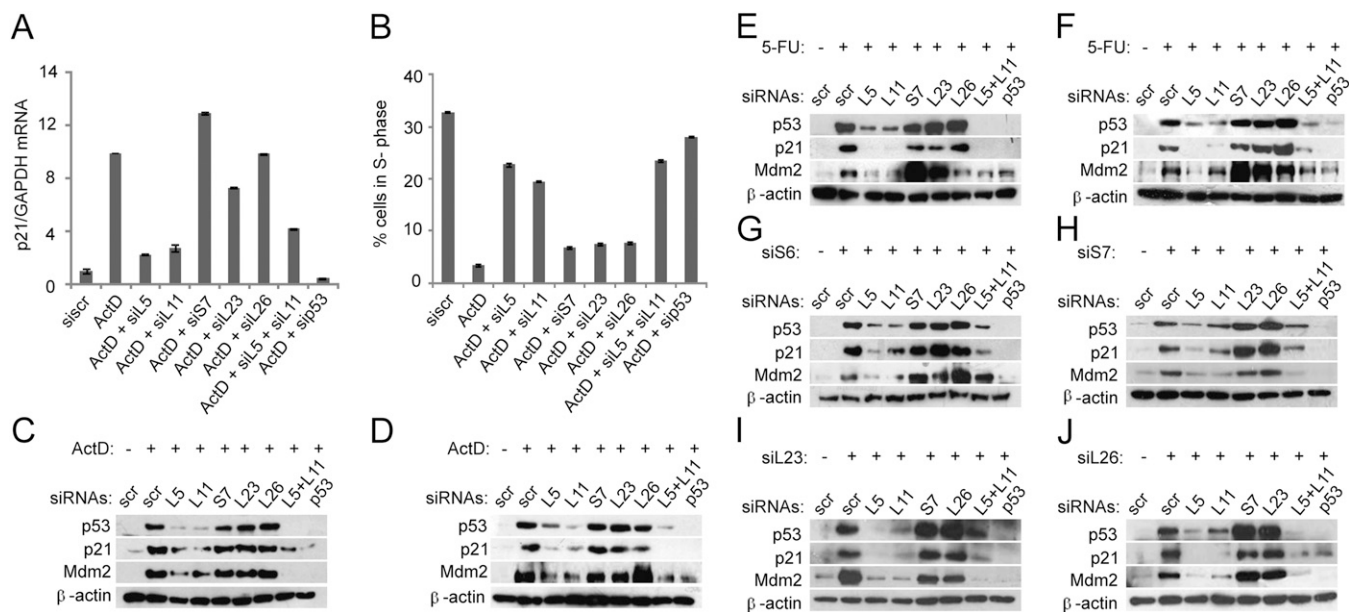 A
p21/GAPDH mRNA
16
12
8
4
0
siscr
ActD
ActD + siL5
ActD + siL11
ActD + siS7
ActD + siL23
ActD + siL26
ActD + siL5 + siL11
ActD + sip53
B
% cells in S- phase
40
30
20
10
0
siscr
ActD
ActD + siL5
ActD + siL11
ActD + siS7
ActD + siL23
ActD + siL26
ActD + siL5 + siL11
ActD + sip53
C
ActD: - + + + + + + + +
siRNAs: scr scr L5 L11 S7 L23 L26 L5+L11 p53
p53
p21
Mdm2
β-actin
D
ActD: - + + + + + + + +
siRNAs: scr scr L5 L11 S7 L23 L26 L5+L11 p53
p53
p21
Mdm2
β-actin
E
5-FU: - + + + + + + + +
siRNAs: scr scr L5 L11 S7 L23 L26 L5+L11 p53
p53
p21
Mdm2
β-actin
F
5-FU: - + + + + + + + +
siRNAs: scr scr L5 L11 S7 L23 L26 L5+L11 p53
p53
p21
Mdm2
β-actin
G
siS6: - + + + + + + + +
siRNAs: scr scr L5 L11 S7 L23 L26 L5+L11 p53
p53
p21
Mdm2
β-actin
H
siS7: - + + + + + + +
siRNAs: scr scr L5 L11 L23 L26 L5+L11 p53
p53
p21
Mdm2
β-actin
I
siL23: - + + + + + + +
siRNAs: scr scr L5 L11 S7 L26 L5+L11 p53
p53
p21
Mdm2
β-actin
J
siL26: - + + + + + + +
siRNAs: scr scr L5 L11 S7 L23 L5+L11 p53
p53
p21
Mdm2
β-actin